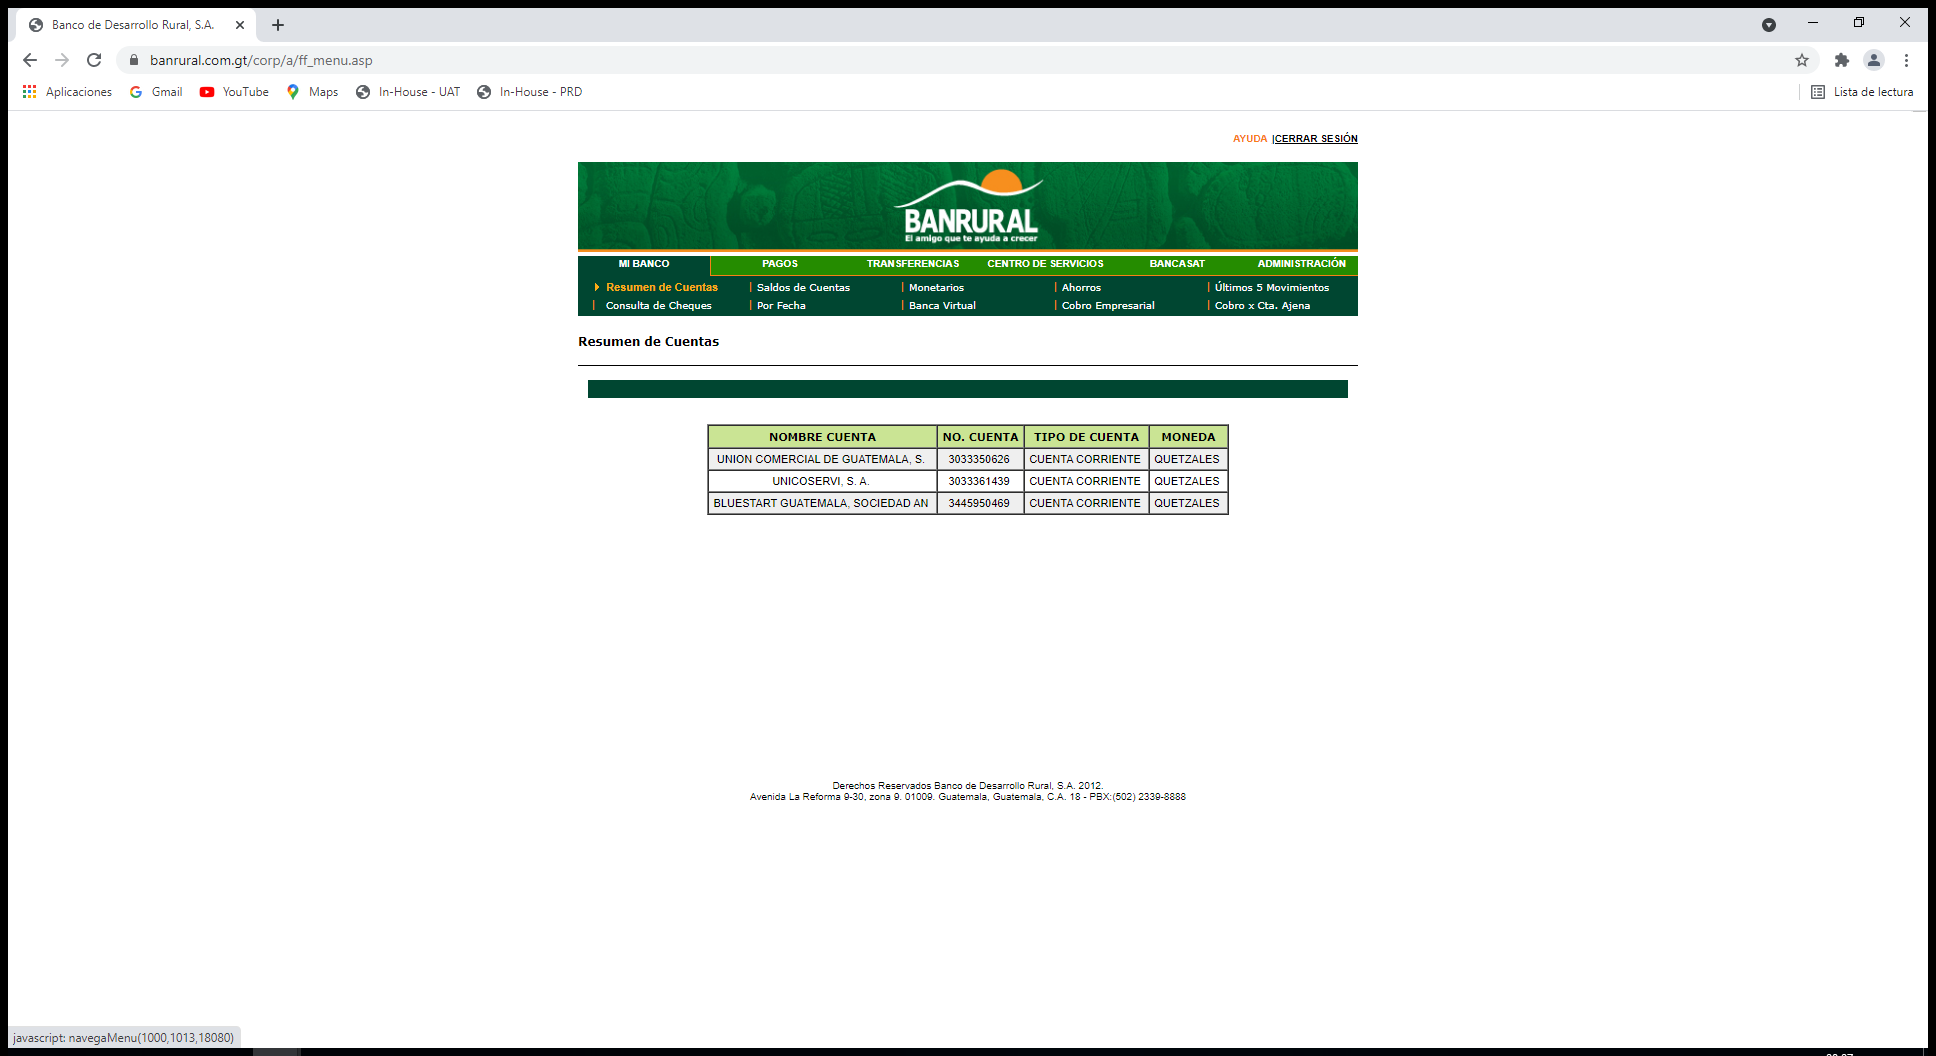 Banco de Desarrollo Rural, S.A.
banrural.com.gt/corp/a/ff_menu.asp
Aplicaciones Gmail YouTube Maps In-House - UAT In-House - PRD Lista de lectura
AYUDA |CERRAR SESIÓN
BANRURAL
El amigo que te ayuda a crecer
MI BANCO PAGOS TRANSFERENCIAS CENTRO DE SERVICIOS BANCASAT ADMINISTRACIÓN
Resumen de Cuentas | Saldos de Cuentas | Monetarios | Ahorros | Últimos 5 Movimientos
| Consulta de Cheques | Por Fecha | Banca Virtual | Cobro Empresarial | Cobro x Cta. Ajena
Resumen de Cuentas
NOMBRE CUENTA NO. CUENTA TIPO DE CUENTA MONEDA
UNION COMERCIAL DE GUATEMALA, S. 3033350626 CUENTA CORRIENTE QUETZALES
UNICOSERVI, S. A. 3033361439 CUENTA CORRIENTE QUETZALES
BLUESTART GUATEMALA, SOCIEDAD AN 3445950469 CUENTA CORRIENTE QUETZALES
Derechos Reservados Banco de Desarrollo Rural, S.A. 2012.
Avenida La Reforma 9-30, zona 9. 01009. Guatemala, Guatemala, C.A. 18 - PBX:(502) 2339-8888
javascript: navegaMenu(1000,1013,18080)